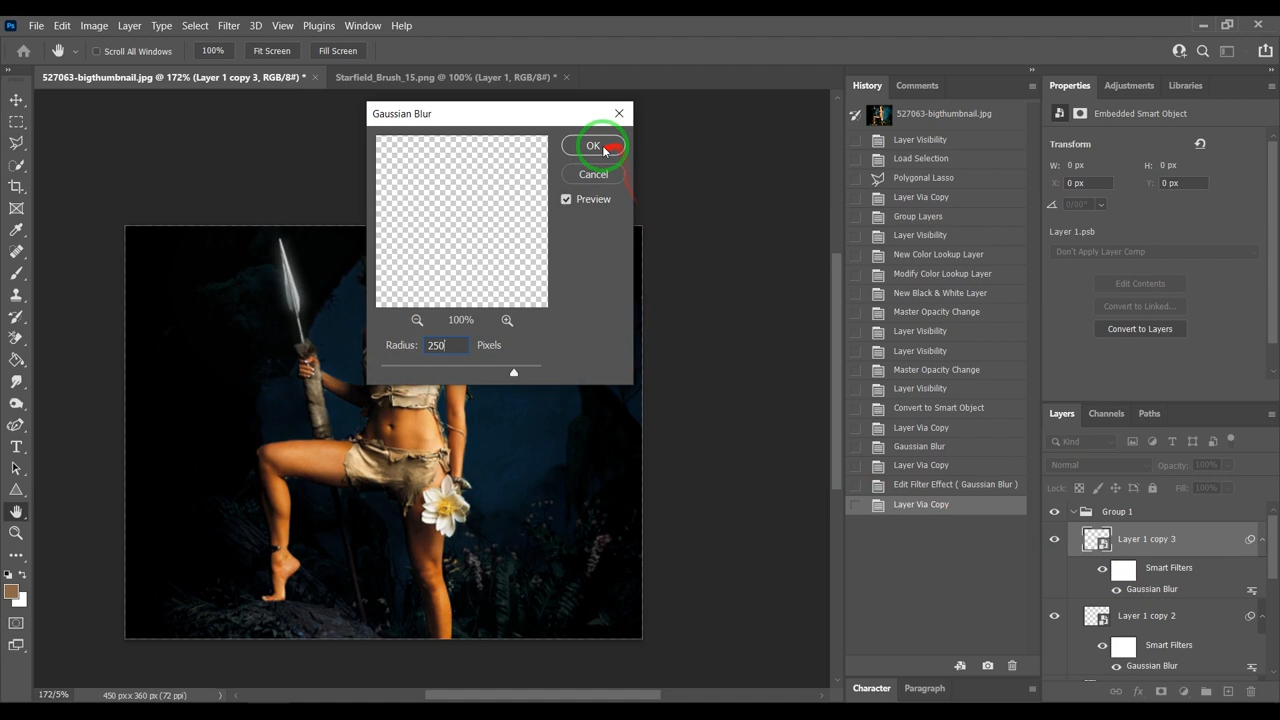 Ps File Edit Image Layer Type Select Filter 3D View Plugins Window Help
Scroll All Windows 100% Fit Screen Fill Screen
527063-bigthumbnail.jpg @ 172% (Layer 1 copy 3, RGB/8#) * × Starfield_Brush_15.png @ 100% (Layer 1, RGB/8#) * ×
Gaussian Blur
OK
Cancel
Preview
100%
Radius: 250 Pixels
172/5% 450 px x 360 px (72 ppi)
History Comments
527063-bigthumbnail.jpg
Layer Visibility
Load Selection
Polygonal Lasso
Layer Via Copy
Group Layers
Layer Visibility
New Color Lookup Layer
Modify Color Lookup Layer
New Black & White Layer
Master Opacity Change
Layer Visibility
Layer Visibility
Master Opacity Change
Layer Visibility
Convert to Smart Object
Layer Via Copy
Gaussian Blur
Layer Via Copy
Edit Filter Effect ( Gaussian Blur )
Layer Via Copy
Character Paragraph
Properties Adjustments Libraries
Embedded Smart Object
Transform
W: 0 px H: 0 px
X: 0 px Y: 0 px
0/00°
Layer 1.psb
Don't Apply Layer Comp
Edit Contents
Convert to Linked...
Convert to Layers
Layers Channels Paths
Kind
Normal Opacity: 100%
Lock: Fill: 100%
Group 1
Layer 1 copy 3
Smart Filters
Gaussian Blur
Layer 1 copy 2
Smart Filters
Gaussian Blur